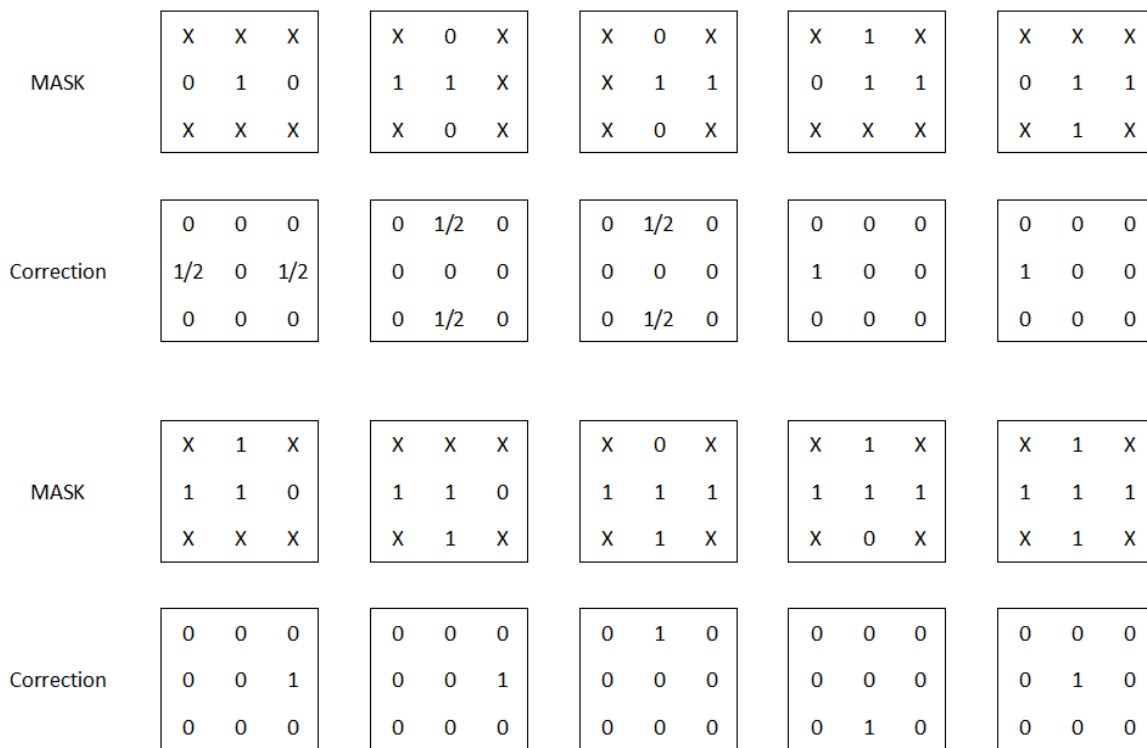 X X X X 0 X X 0 X X 1 X X X X
MASK 0 1 0 1 1 X X 1 1 0 1 1 0 1 1
X X X X 0 X X 0 X X X X X 1 X
0 0 0 0 1/2 0 0 1/2 0 0 0 0 0 0 0
Correction 1/2 0 1/2 0 0 0 0 0 0 1 0 0 1 0 0
0 0 0 0 1/2 0 0 1/2 0 0 0 0 0 0 0
X 1 X X X X X 0 X X 1 X X 1 X
MASK 1 1 0 1 1 0 1 1 1 1 1 1 1 1 1
X X X X 1 X X 1 X X 0 X X 1 X
0 0 0 0 0 0 0 1 0 0 0 0 0 0 0
Correction 0 0 1 0 0 1 0 0 0 0 0 0 0 1 0
0 0 0 0 0 0 0 0 0 0 1 0 0 0 0